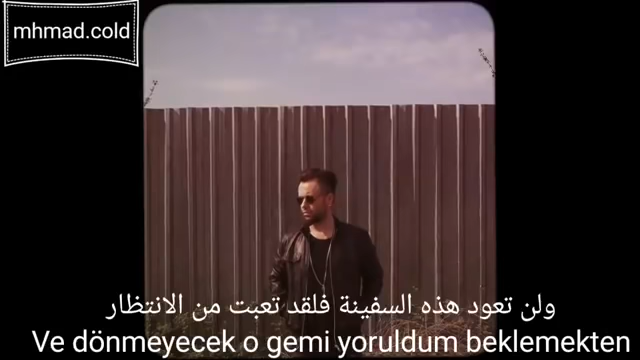 mhmad.cold
ولن تعود هذه السفينة فلقد تعبت من الانتظار
Ve dönmeyecek o gemi yoruldum beklemekten